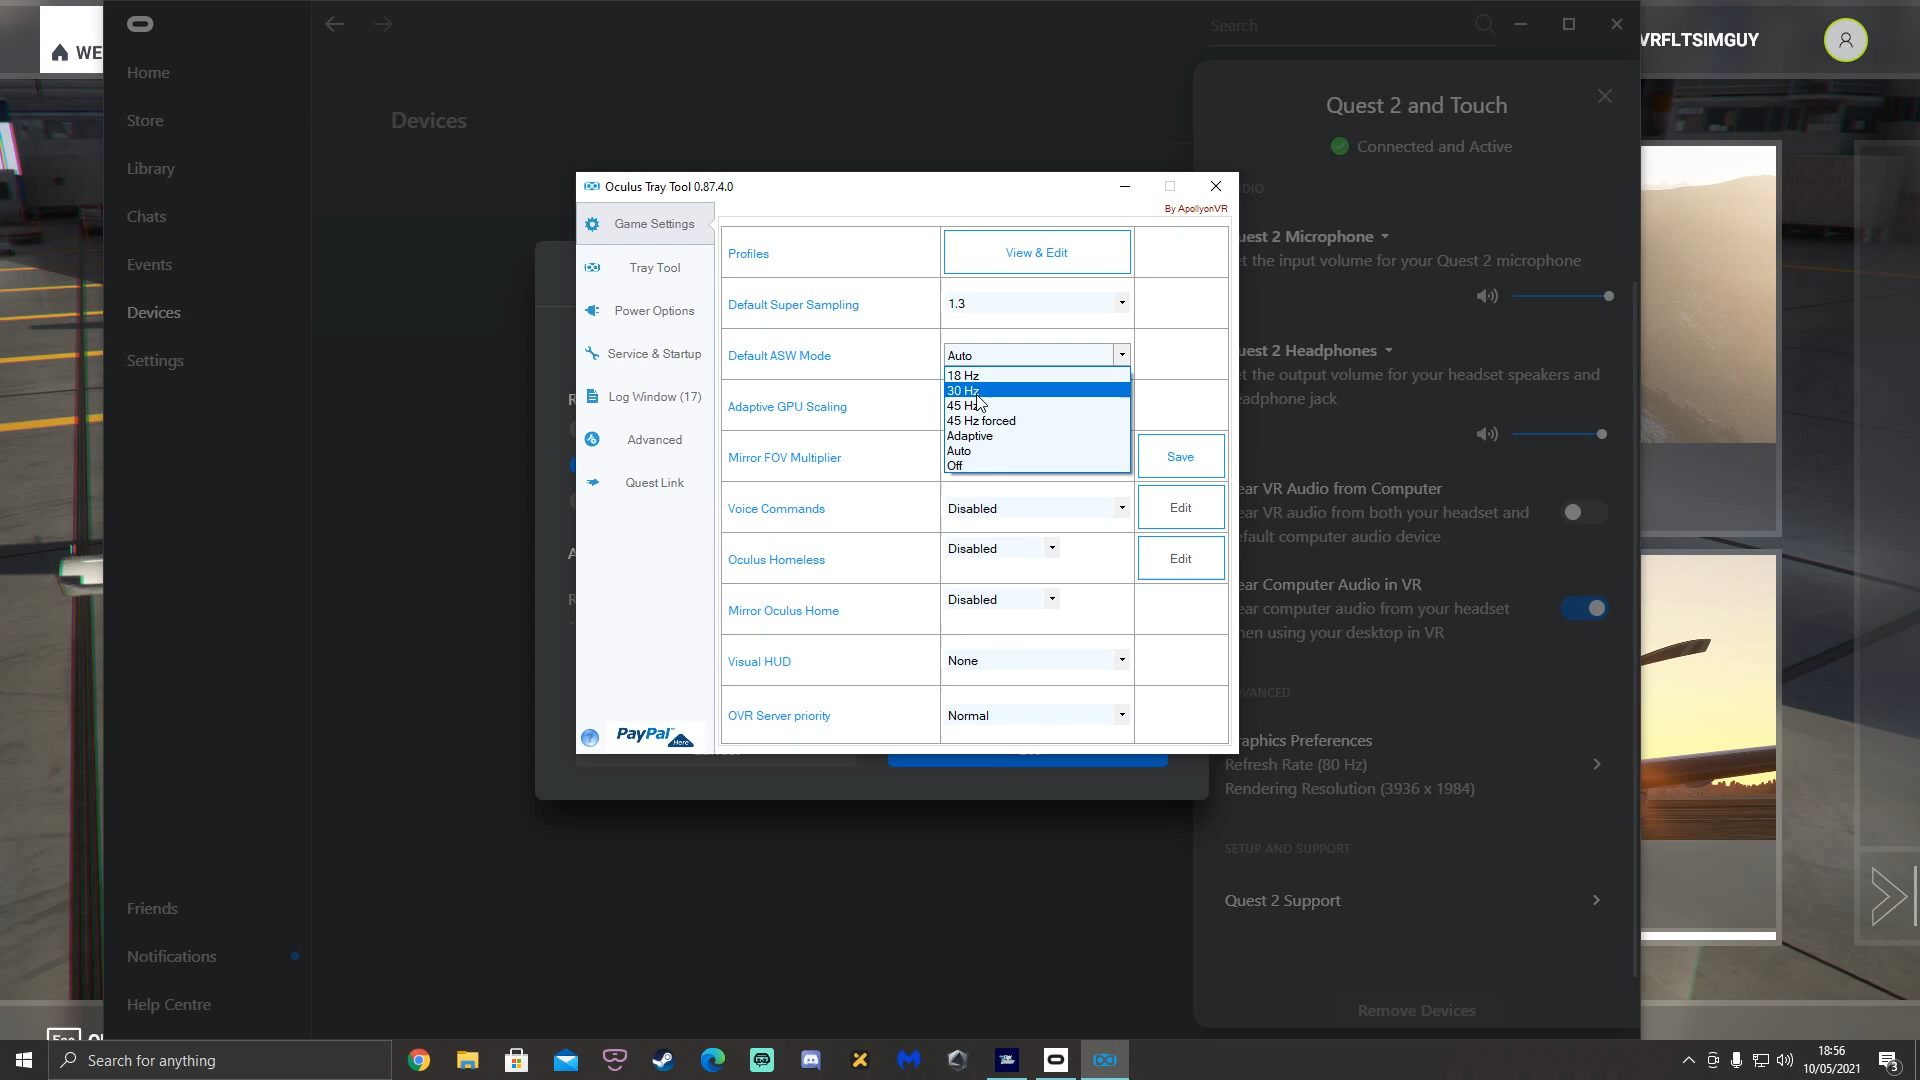 WE
Home
Store
Library
Chats
Events
Devices
Settings
Friends
Notifications
Help Centre
Devices
Search
VRFLTSIMGUY
Oculus Tray Tool 0.87.4.0
By ApollyonVR
Game Settings
Tray Tool
Power Options
Service & Startup
Log Window (17)
Advanced
Quest Link
PayPal
Here
Profiles
View & Edit
Default Super Sampling
1.3
Default ASW Mode
Auto
18 Hz
30 Hz
45 Hz
45 Hz forced
Adaptive
Auto
Off
Adaptive GPU Scaling
Mirror FOV Multiplier
Save
Voice Commands
Disabled
Edit
Oculus Homeless
Disabled
Edit
Mirror Oculus Home
Disabled
Visual HUD
None
OVR Server priority
Normal
Quest 2 and Touch
Connected and Active
DIO
uest 2 Microphone
et the input volume for your Quest 2 microphone
uest 2 Headphones
et the output volume for your headset speakers and
eadphone jack
ear VR Audio from Computer
ear VR audio from both your headset and
efault computer audio device
ear Computer Audio in VR
ear computer audio from your headset
hen using your desktop in VR
VANCED
aphics Preferences
Refresh Rate (80 Hz)
Rendering Resolution (3936 x 1984)
SETUP AND SUPPORT
Quest 2 Support
Remove Devices
Search for anything
18:56
10/05/2021
3